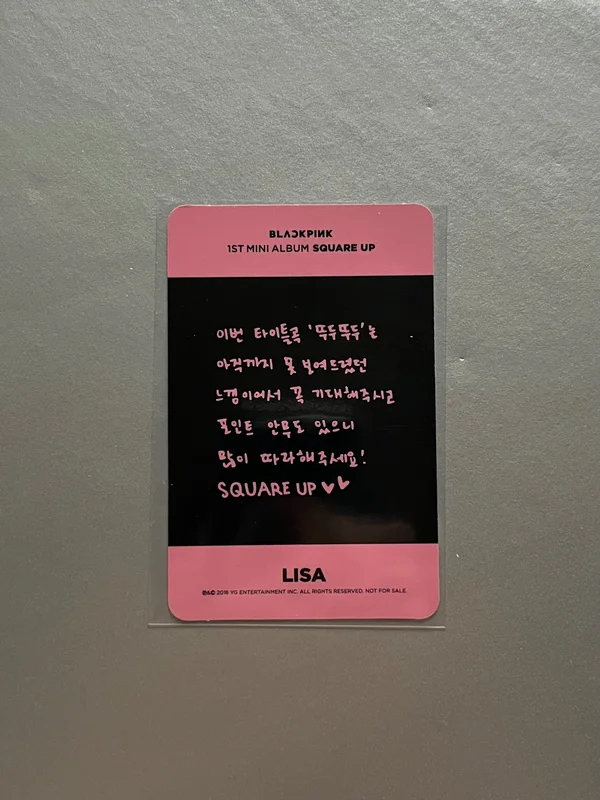 BLACKPINK
1ST MINI ALBUM SQUARE UP
이번 타이틀곡 '뚜두뚜두'는
아직까지 못 보여드렸던
느낌이어서 꼭 기대해주시고
포인트 안무도 있으니
많이 따라해주세요!
SQUARE UP
LISA
℗&© 2018 YG ENTERTAINMENT INC. ALL RIGHTS RESERVED. NOT FOR SALE.